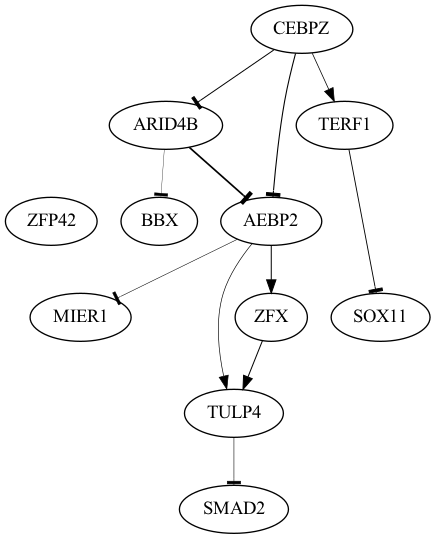 CEBPZ
ARID4B
TERF1
ZFP42
BBX
AEBP2
MIER1
ZFX
SOX11
TULP4
SMAD2